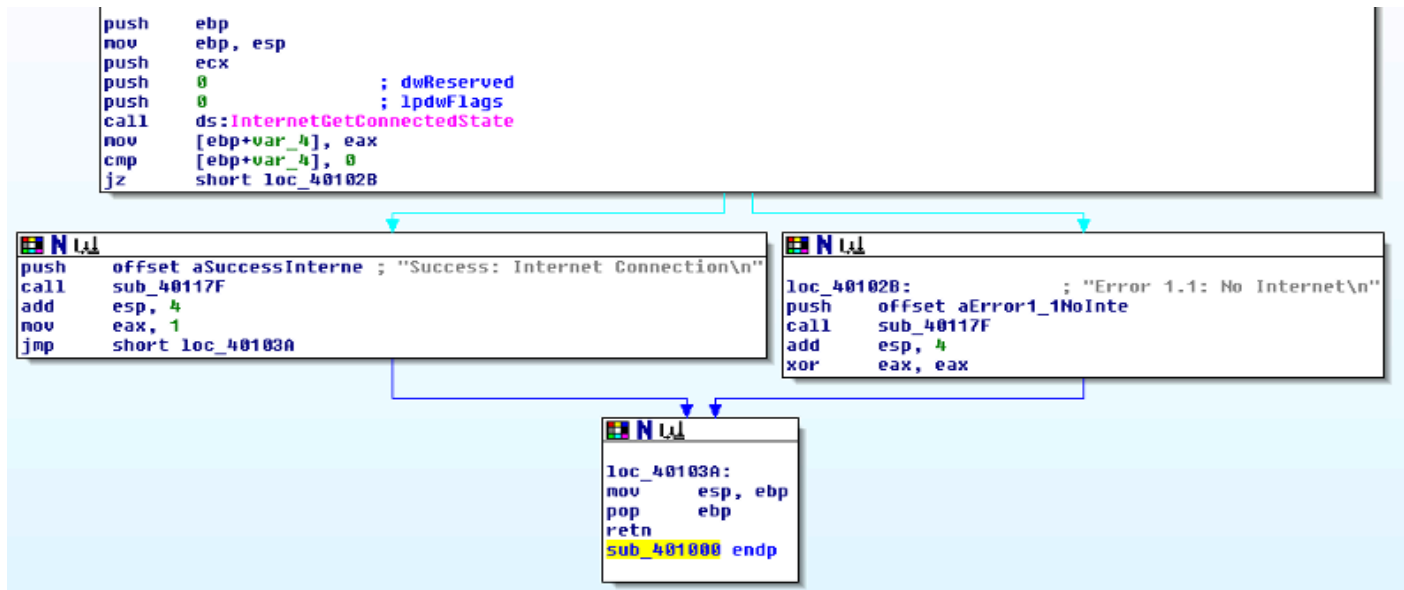 push ebp
mov ebp, esp
push ecx
push 0 ; dwReserved
push 0 ; lpdwFlags
call ds:InternetGetConnectedState
mov [ebp+var_4], eax
cmp [ebp+var_4], 0
jz short loc_40102B
N
push offset aSuccessInterne ; "Success: Internet Connection\n"
call sub_40117F
add esp, 4
mov eax, 1
jmp short loc_40103A
N
loc_40102B: ; "Error 1.1: No Internet\n"
push offset aError1_1NoInte
call sub_40117F
add esp, 4
xor eax, eax
N
loc_40103A:
mov esp, ebp
pop ebp
retn
sub_401000 endp